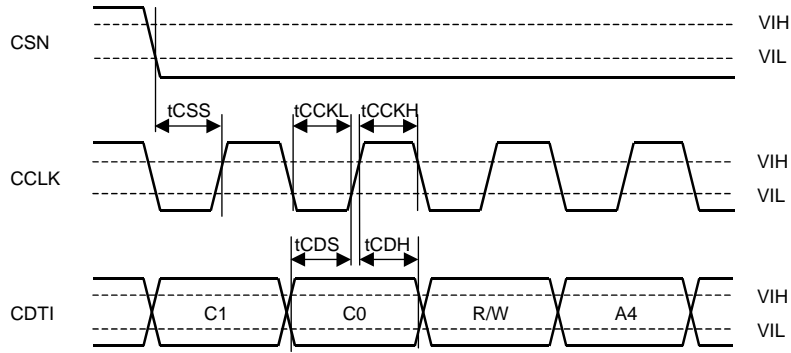 CSN
VIH
VIL
tCSS
tCCKL
tCCKH
CCLK
VIH
VIL
tCDS
tCDH
CDTI
C1
C0
R/W
A4
VIH
VIL